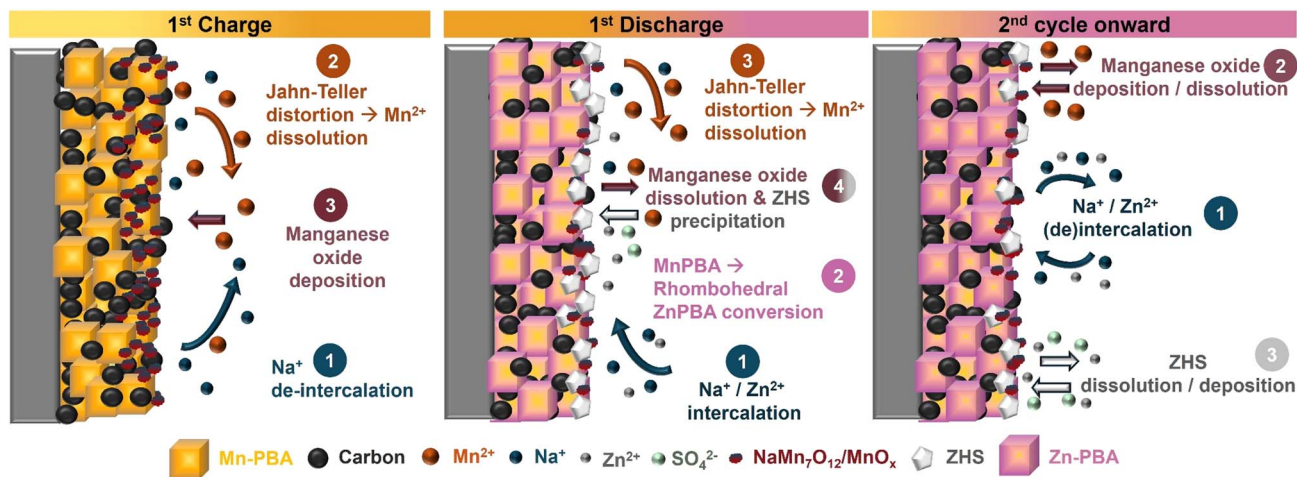 1st Charge
2
Jahn-Teller
distortion → Mn2+
dissolution
3
Manganese
oxide
deposition
1
Na+
de-intercalation
1st Discharge
3
Jahn-Teller
distortion → Mn2+
dissolution
Manganese oxide
dissolution & ZHS
precipitation
4
MnPBA →
Rhombohedral
ZnPBA conversion
2
1
Na+ / Zn2+
intercalation
2nd cycle onward
Manganese oxide
deposition / dissolution
2
Na+ / Zn2+
(de)intercalation
1
ZHS
dissolution / deposition
3
Mn-PBA Carbon Mn2+ Na+ Zn2+ SO42- NaMn7O12/MnOx ZHS Zn-PBA